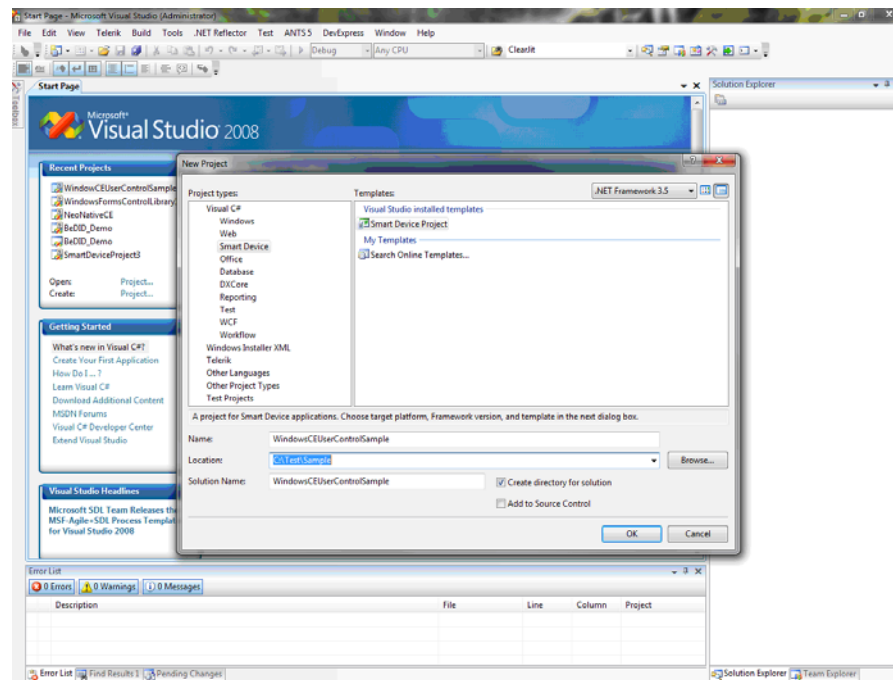 Start Page - Microsoft Visual Studio (Administrator)
File Edit View Telerik Build Tools .NET Reflector Test ANTS 5 DevExpress Window Help
Debug Any CPU ClearIt
Start Page
Solution Explorer
Toolbox
Microsoft®
Visual Studio 2008
Recent Projects
WindowCEUserControlSample
WindowsFormsControlLibrary
NeoNativeCE
BeDID_Demo
BeDID_Demo
SmartDeviceProject3
Open: Project...
Create: Project...
Getting Started
What's new in Visual C#?
Create Your First Application
How Do I ... ?
Learn Visual C#
Download Additional Content
MSDN Forums
Visual C# Developer Center
Extend Visual Studio
Visual Studio Headlines
Microsoft SDL Team Releases the
MSF-Agile+SDL Process Templat
for Visual Studio 2008
New Project
Project types:
Templates:
.NET Framework 3.5
Visual C#
Windows
Web
Smart Device
Office
Database
DXCore
Reporting
Test
WCF
Workflow
Windows Installer XML
Telerik
Other Languages
Other Project Types
Test Projects
Visual Studio installed templates
Smart Device Project
My Templates
Search Online Templates...
A project for Smart Device applications. Choose target platform, Framework version, and template in the next dialog box.
Name: WindowsCEUserControlSample
Location: C:\Test\Sample Browse...
Solution Name: WindowsCEUserControlSample
Create directory for solution
Add to Source Control
OK Cancel
Error List
0 Errors 0 Warnings 0 Messages
Description File Line Column Project
Error List Find Results 1 Pending Changes
Solution Explorer Team Explorer